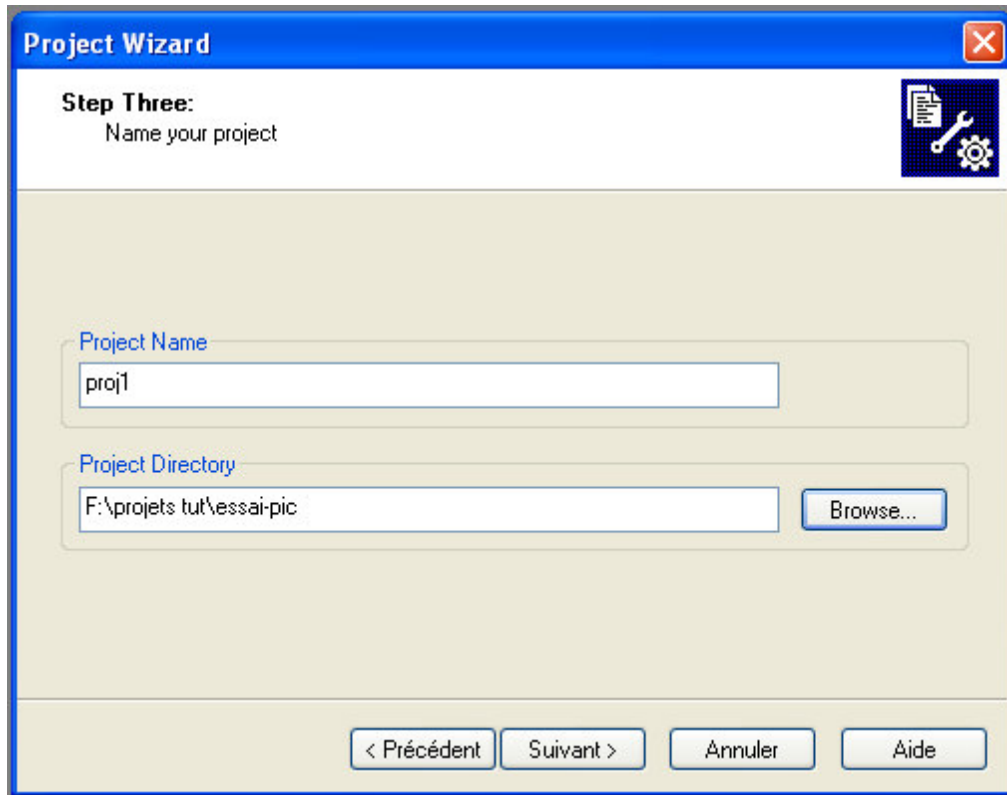 Project Wizard
Step Three:
Name your project
Project Name
proj1
Project Directory
F:\projets tut\essai-pic
Browse...
< Précédent
Suivant >
Annuler
Aide